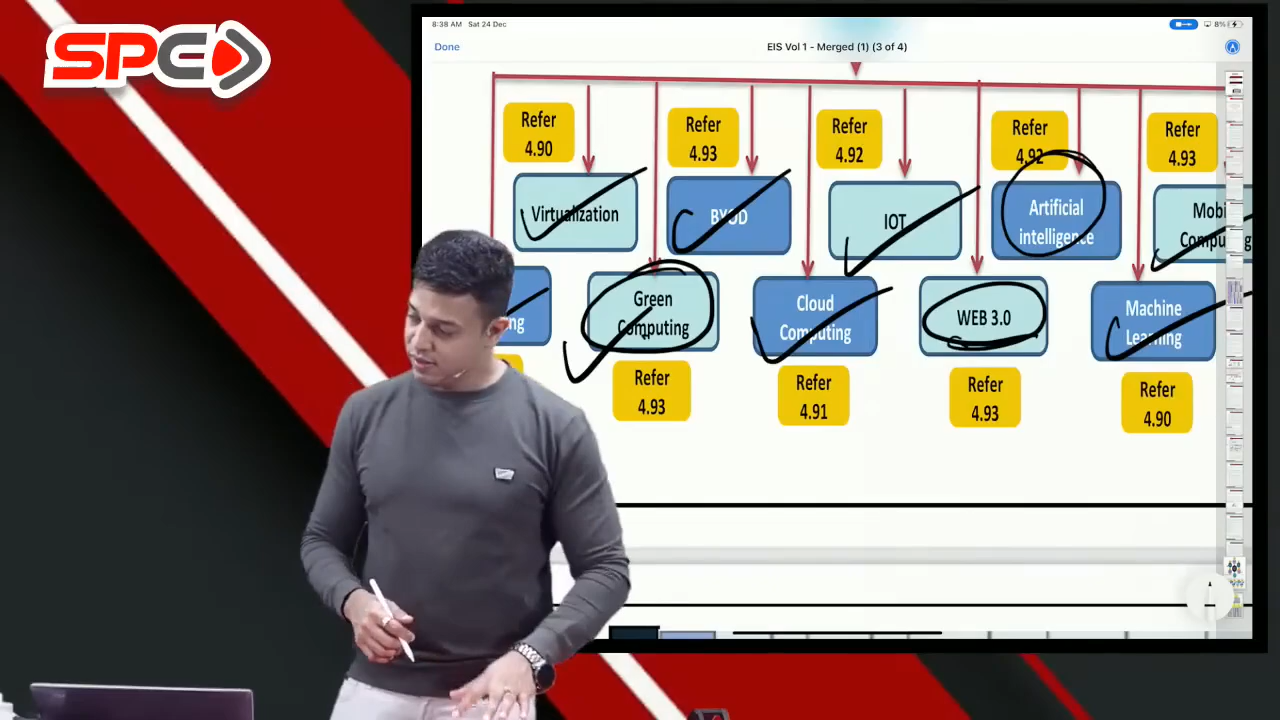 SPC
8:38 AM Sat 24 Dec
8%
Done
EIS Vol 1 - Merged (1) (3 of 4)
Refer
4.90
Refer
4.93
Refer
4.92
Refer
4.92
Refer
4.93
Virtualization
BYOD
IOT
Artificial
intelligence
Green
Computing
Cloud
Computing
WEB 3.0
Machine
Learning
Refer
4.93
Refer
4.91
Refer
4.93
Refer
4.90